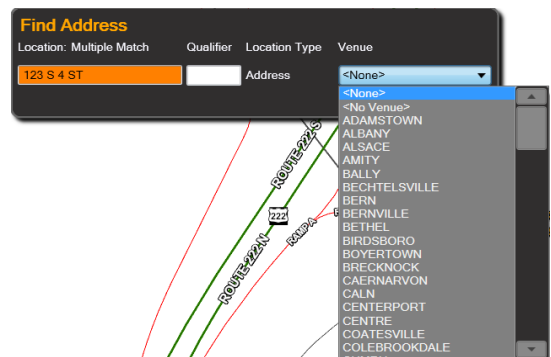 Find Address
Location: Multiple Match Qualifier Location Type Venue
123 S 4 ST Address <None>
<None>
<No Venue>
ADAMSTOWN
ALBANY
ALSACE
AMITY
BALLY
BECHTELSVILLE
BERN
BERNVILLE
BETHEL
BIRDSBORO
BOYERTOWN
BRECKNOCK
CAERNARVON
CALN
CENTERPORT
CENTRE
COATESVILLE
COLEBROOKDALE
ROUTE 222 S
222
RAMP A
ROUTE 222 N